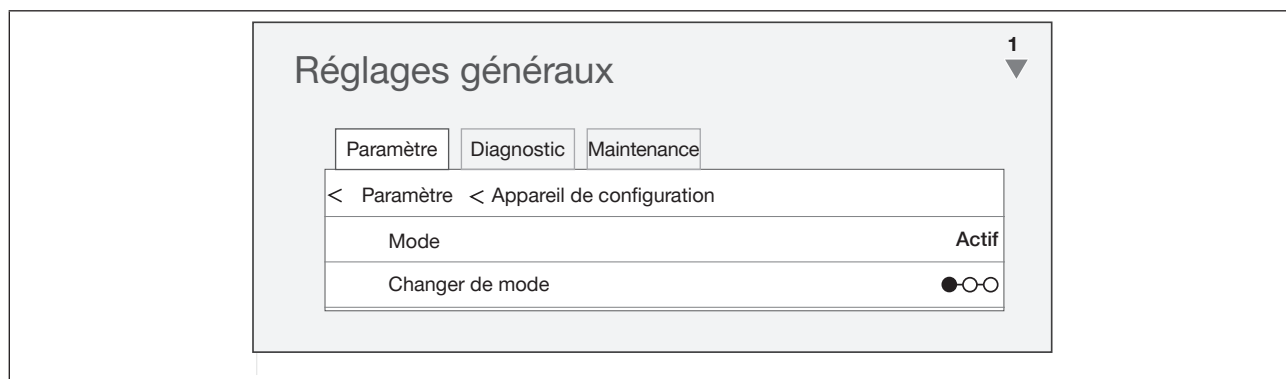 1
Réglages généraux
Paramètre Diagnostic Maintenance
< Paramètre < Appareil de configuration
Mode Actif
Changer de mode